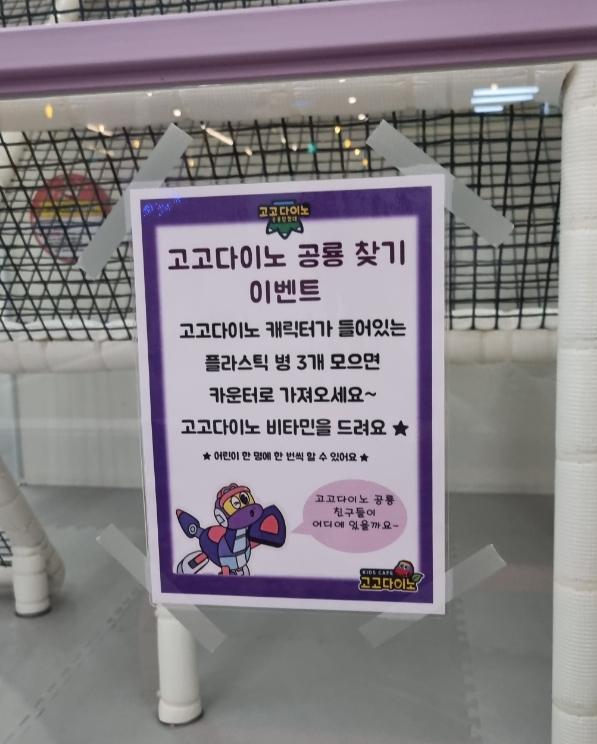 고고다이노
고고다이노 공룡 찾기
이벤트
고고다이노 캐릭터가 들어있는
플라스틱 병 3개 모으면
카운터로 가져오세요~
고고다이노 비타민을 드려요 ★
★ 어린이 한 명에 한 번씩 할 수 있어요 ★
고고다이노 공룡
친구들이
어디에 있을까요~
KIDS CAFE
고고다이노